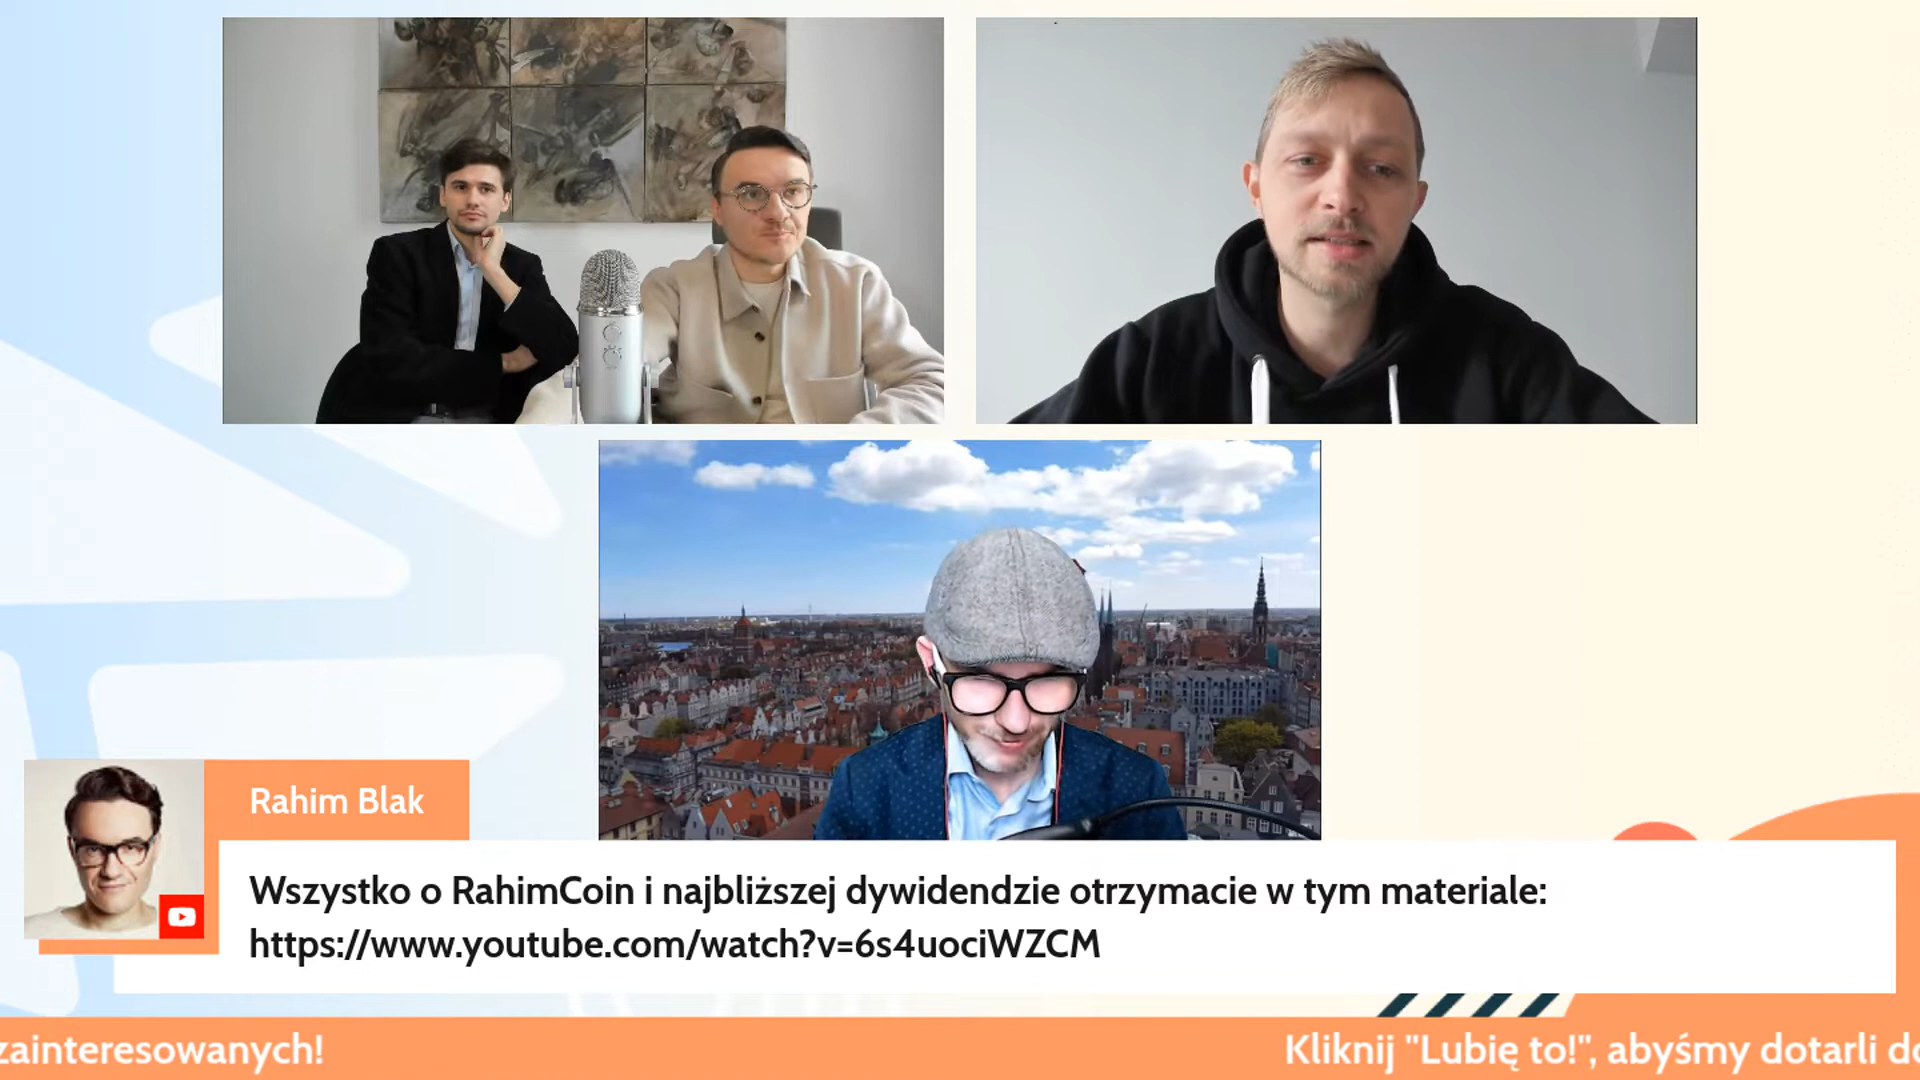 Rahim Blak
Wszystko o RahimCoin i najbliższej dywidendzie otrzymacie w tym materiale:
https://www.youtube.com/watch?v=6s4uociWZCM
zainteresowanych!
Kliknij "Lubię to!", abyśmy dotarli do